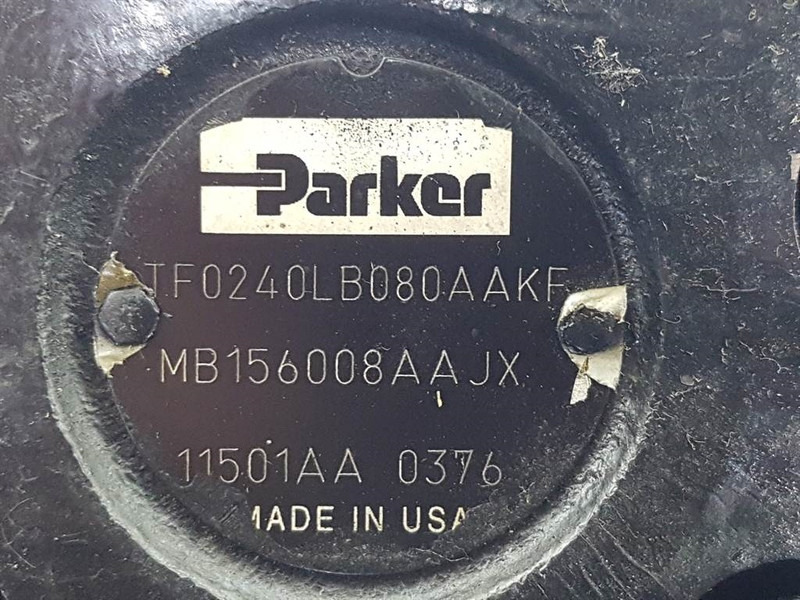 Parker
TF0240LB080AAKF
MB156008AAJX
11501AA 0376
MADE IN USA